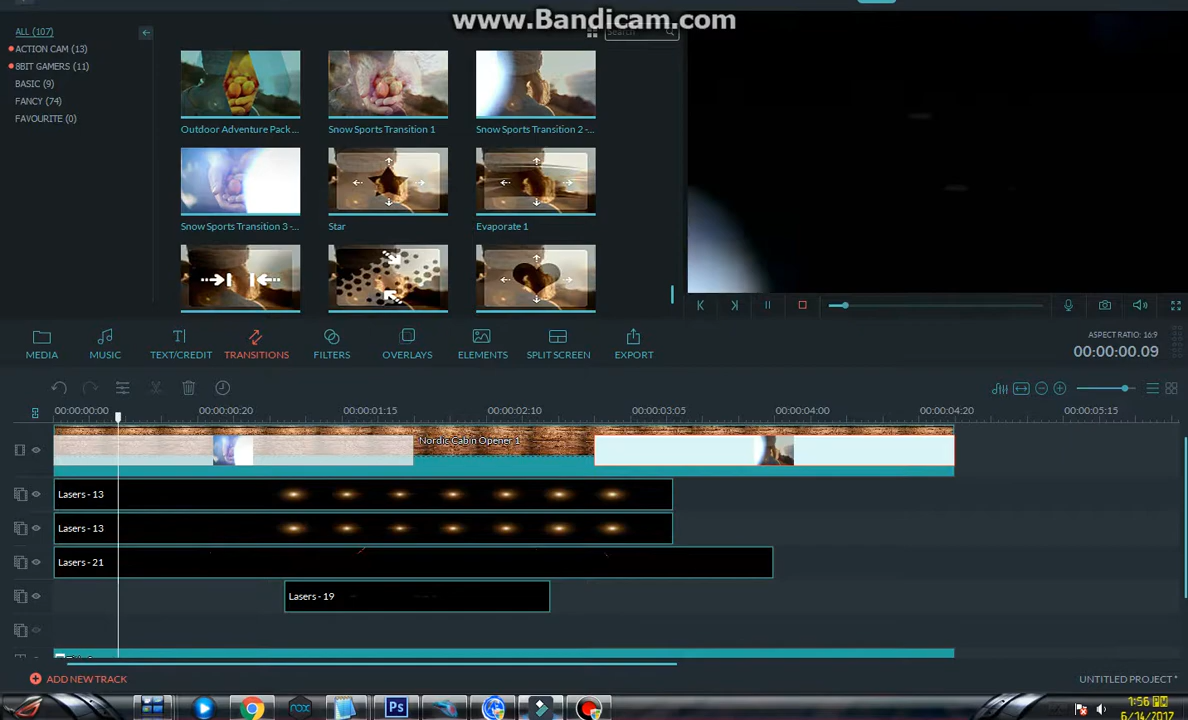 www.Bandicam.com
ALL (107)
ACTION CAM (13)
8BIT GAMERS (11)
BASIC (9)
FANCY (74)
FAVOURITE (0)
Search
Outdoor Adventure Pack ...
Snow Sports Transition 1
Snow Sports Transition 2 -...
Snow Sports Transition 3 -...
Star
Evaporate 1
MEDIA
MUSIC
TEXT/CREDIT
TRANSITIONS
FILTERS
OVERLAYS
ELEMENTS
SPLIT SCREEN
EXPORT
ASPECT RATIO: 16:9
00:00:00.09
00:00:00:00
00:00:00:20
00:00:01:15
00:00:02:10
00:00:03:05
00:00:04:00
00:00:04:20
00:00:05:15
Nordic Cabin Opener 1
Lasers - 13
Lasers - 13
Lasers - 21
Lasers - 19
ADD NEW TRACK
UNTITLED PROJECT *
Ps
1:56 PM
6/14/2017